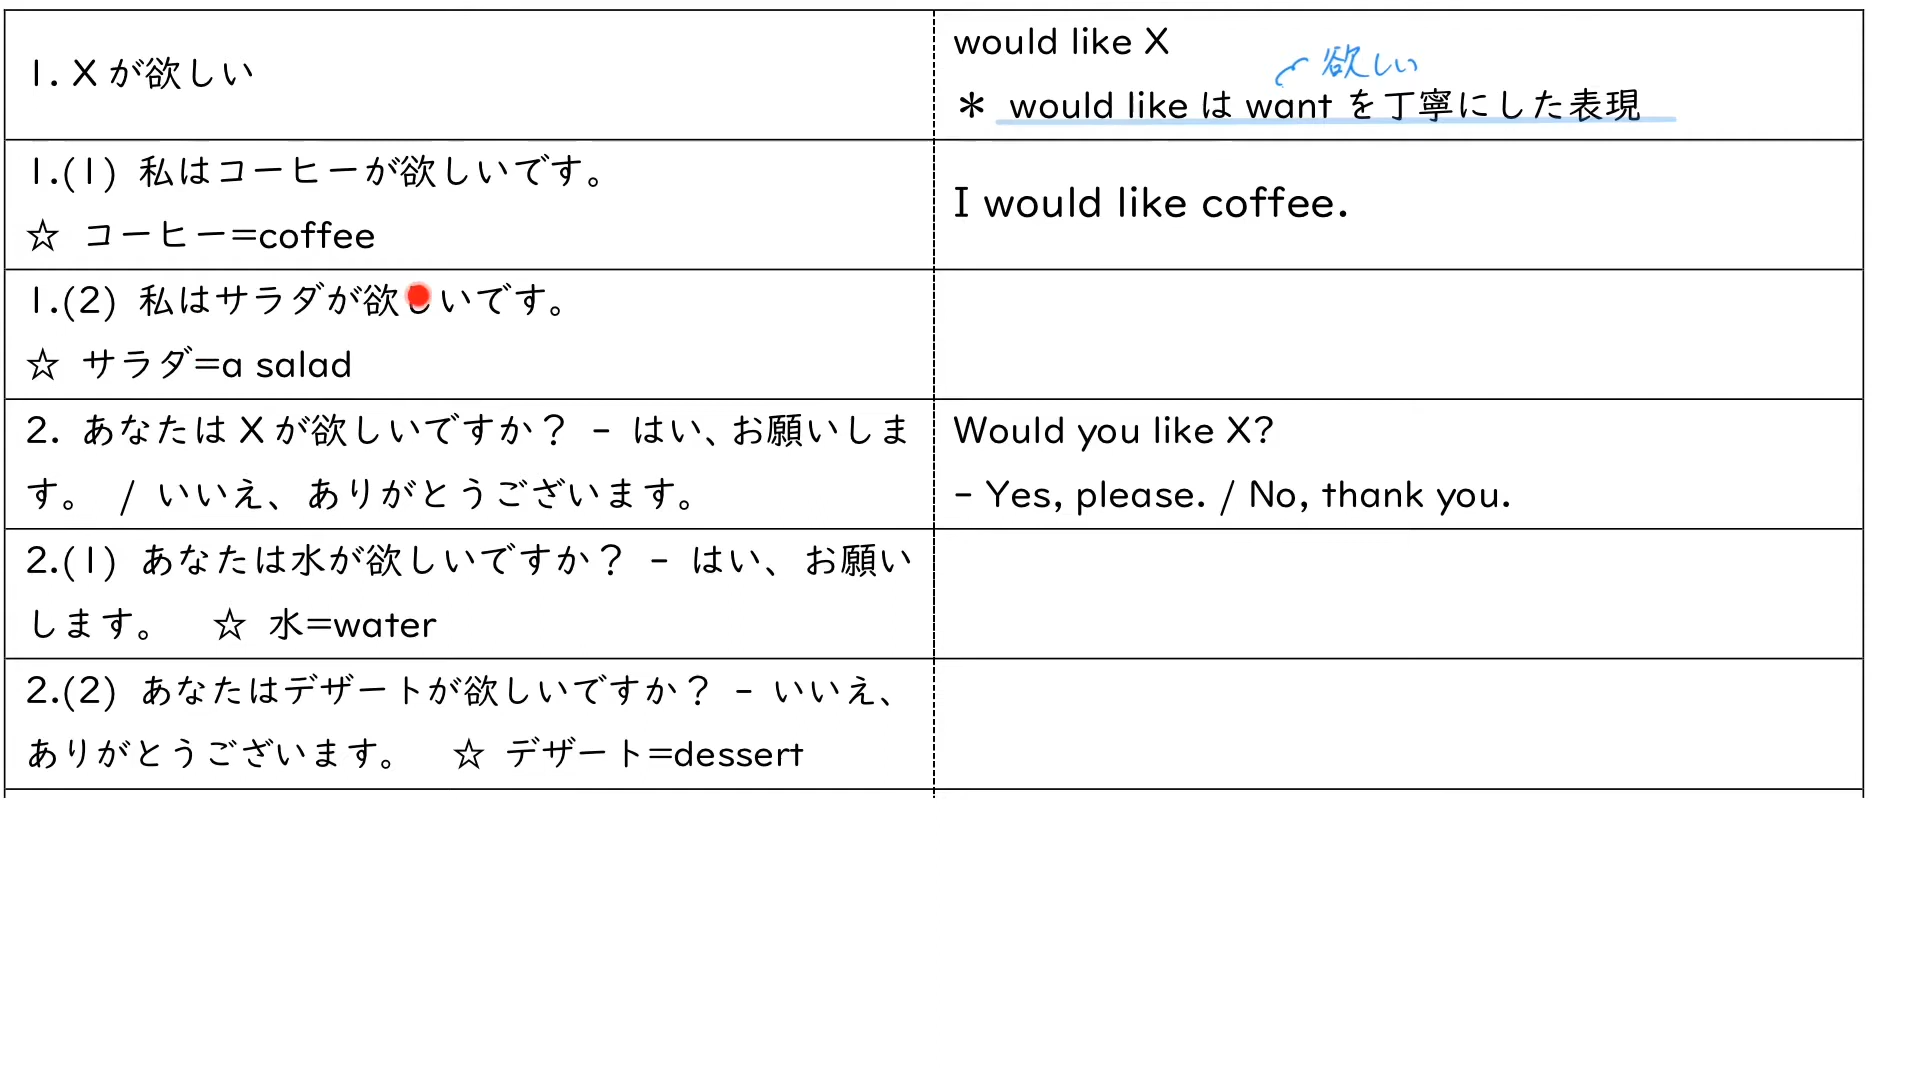 1. Xが欲しい
would like X
欲しい
＊ would like は want を丁寧にした表現
1.(1) 私はコーヒーが欲しいです。
☆ コーヒー=coffee
I would like coffee.
1.(2) 私はサラダが欲しいです。
☆ サラダ=a salad
2. あなたは X が欲しいですか？ – はい、お願いしま
す。 / いいえ、ありがとうございます。
Would you like X?
– Yes, please. / No, thank you.
2.(1) あなたは水が欲しいですか？ – はい、お願い
します。 ☆ 水=water
2.(2) あなたはデザートが欲しいですか？ – いいえ、
ありがとうございます。 ☆ デザート=dessert